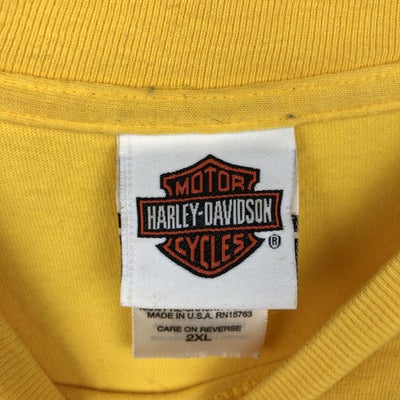 MOTOR
HARLEY-DAVIDSON
CYCLES ®
MADE IN U.S.A. RN15763
CARE ON REVERSE
2XL